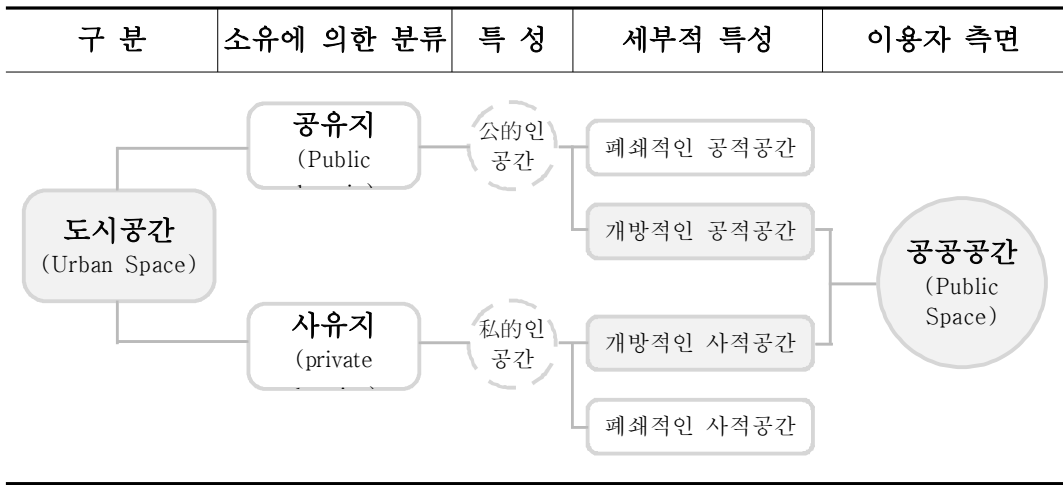 구 분 소유에 의한 분류 특 성 세부적 특성 이용자 측면
도시공간
(Urban Space)
공유지
(Public
公的인
공간
폐쇄적인 공적공간
개방적인 공적공간
사유지
(private
私的인
공간
개방적인 사적공간
폐쇄적인 사적공간
공공공간
(Public
Space)